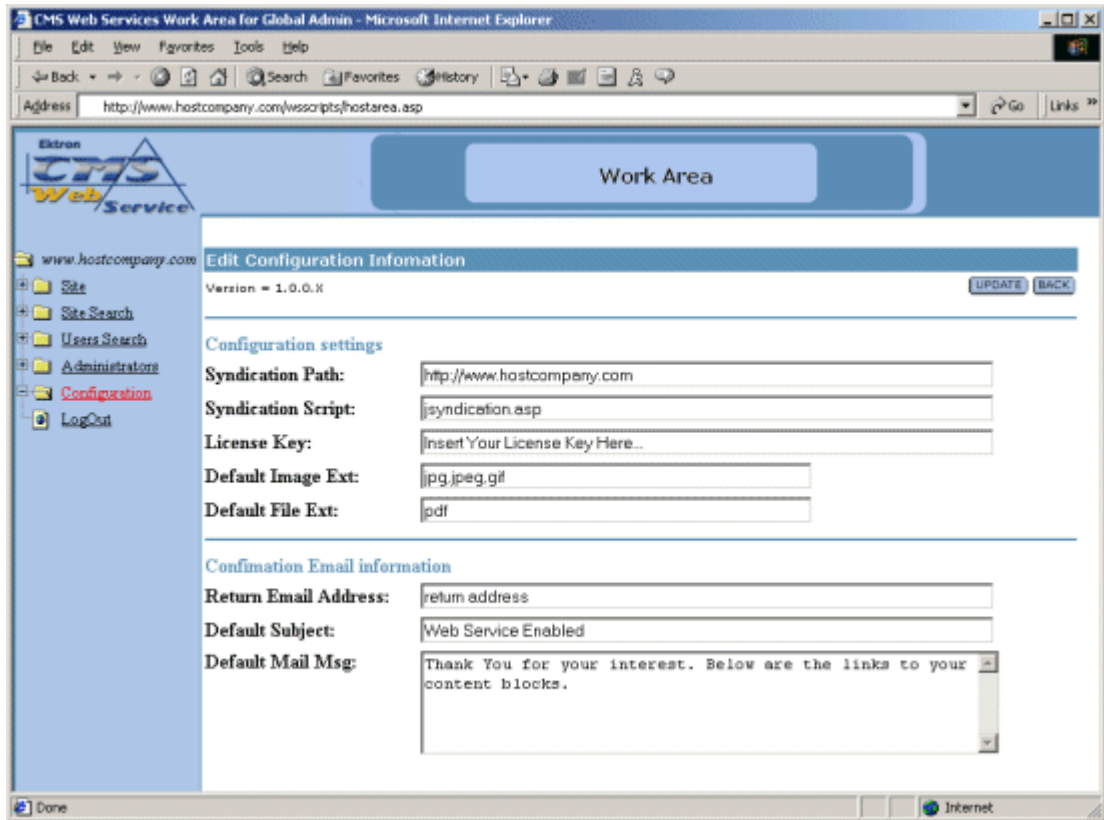 CMS Web Services Work Area for Global Admin - Microsoft Internet Explorer
File Edit View Favorites Tools Help
Back Search Favorites History
Address http://www.hostcompany.com/wsscripts/hostarea.asp Go Links »
Ektron
CMS
Web
Service
Work Area
www.hostcompany.com
Site
Site Search
Users Search
Administrators
Configuration
LogOut
Edit Configuration Infomation
Version = 1.0.0.X
UPDATE BACK
Configuration settings
Syndication Path: http://www.hostcompany.com
Syndication Script: jsyndication.asp
License Key: Insert Your License Key Here...
Default Image Ext: jpg,jpeg,gif
Default File Ext: pdf
Confimation Email information
Return Email Address: return address
Default Subject: Web Service Enabled
Default Mail Msg: Thank You for your interest. Below are the links to your
content blocks.
Done Internet